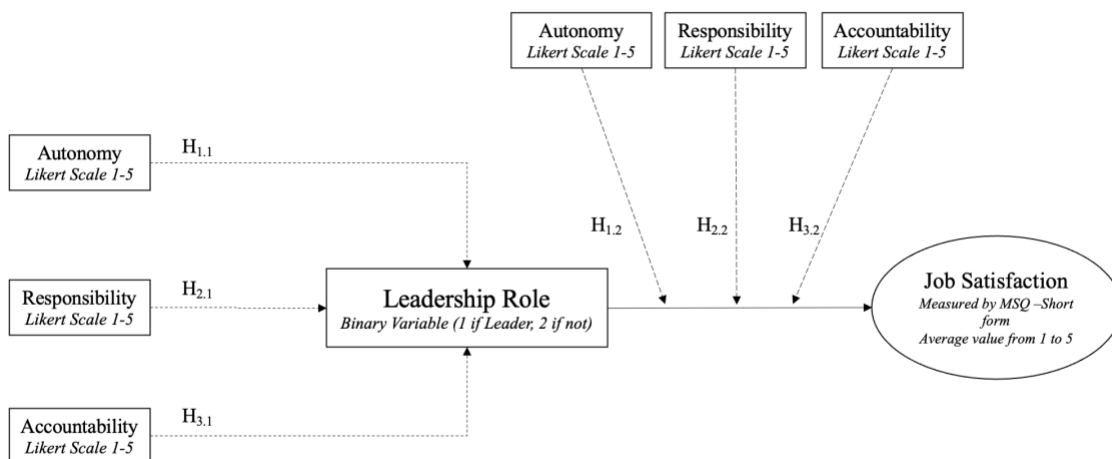 Autonomy
Likert Scale 1-5
Responsibility
Likert Scale 1-5
Accountability
Likert Scale 1-5
Autonomy
Likert Scale 1-5
H1.1
H1.2
H2.2
H3.2
Responsibility
Likert Scale 1-5
H2.1
Leadership Role
Binary Variable (1 if Leader, 2 if not)
Job Satisfaction
Measured by MSQ –Short
form
Average value from 1 to 5
Accountability
Likert Scale 1-5
H3.1